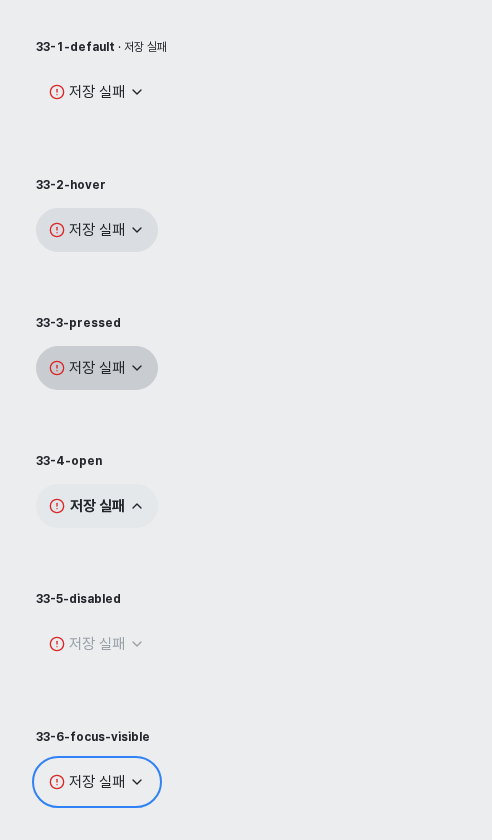 33-1-default · 저장 실패
저장 실패
33-2-hover
저장 실패
33-3-pressed
저장 실패
33-4-open
저장 실패
33-5-disabled
저장 실패
33-6-focus-visible
저장 실패